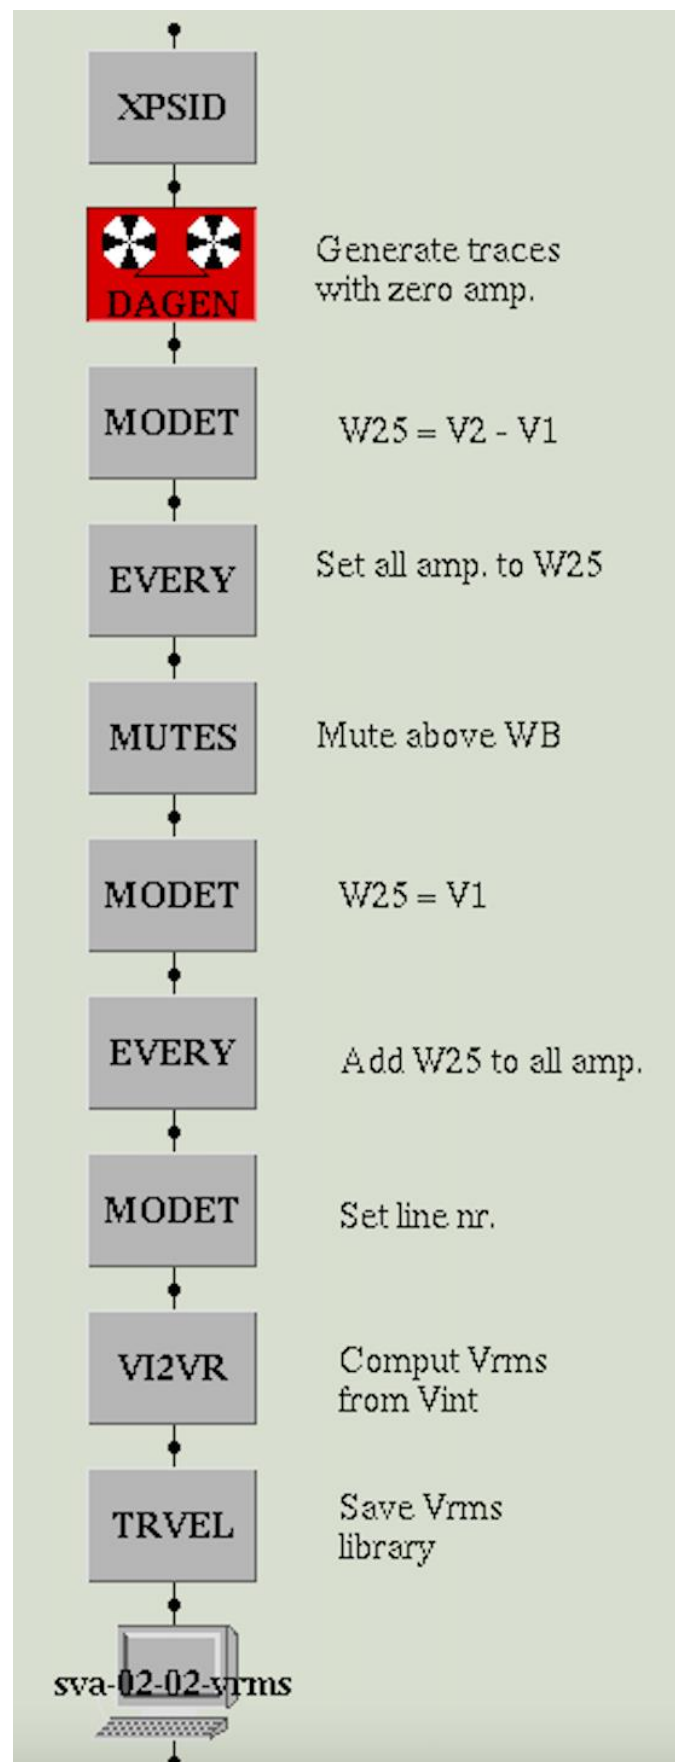 XPSID
DAGEN
Generate traces
with zero amp.
MODET
W25 = V2 - V1
EVERY
Set all amp. to W25
MUTES
Mute above WB
MODET
W25 = V1
EVERY
Add W25 to all amp.
MODET
Set line nr.
VI2VR
Comput Vrms
from Vint
TRVEL
Save Vrms
library
sva-02-02-vrms